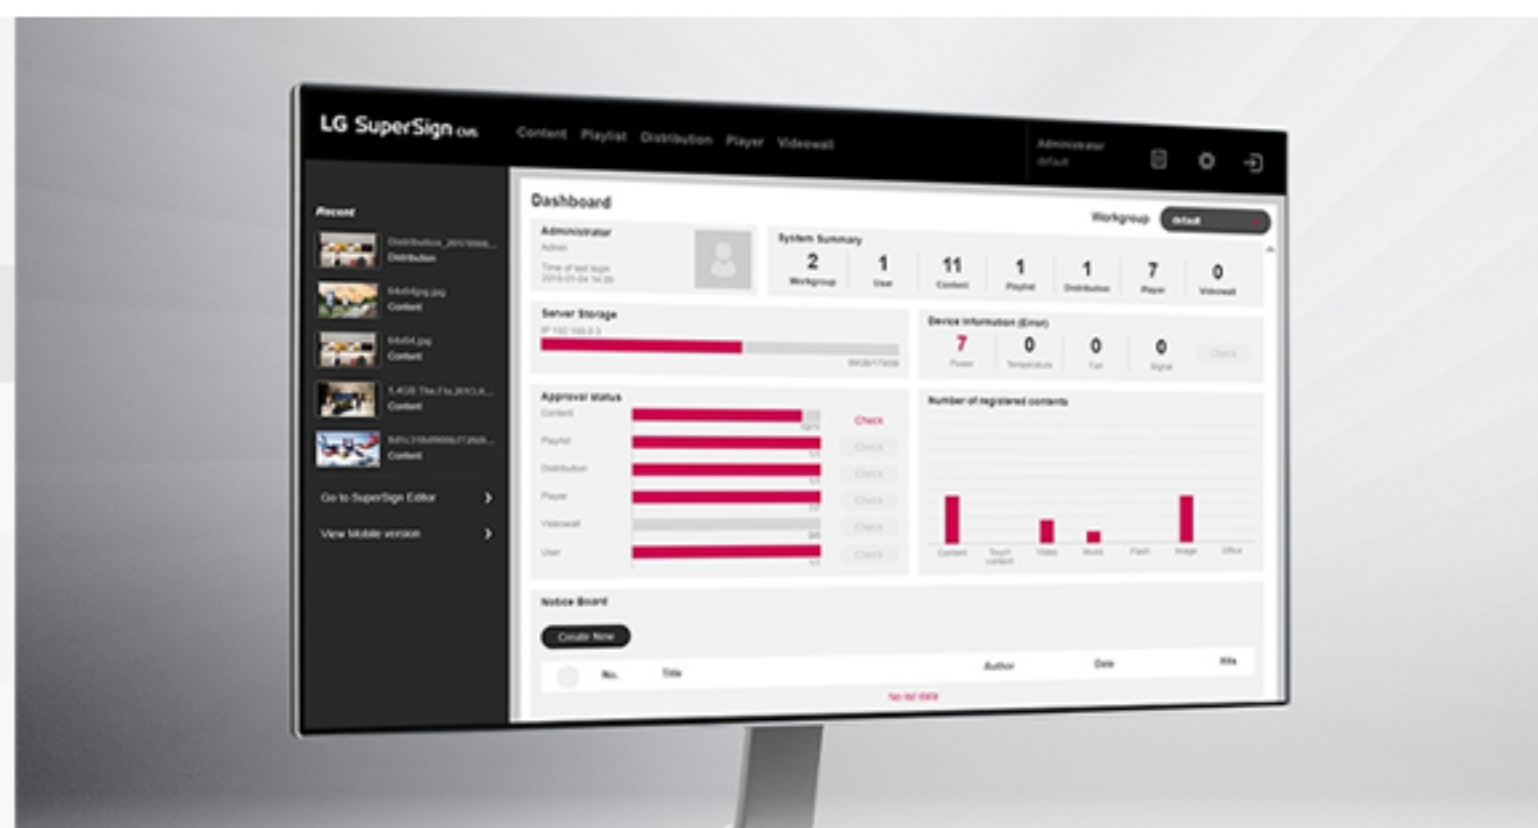 LG SuperSign CMS
Content Playlist Distribution Player Videowall
Administrator
default
Recent
Distribution
Content
64x64.jpg
Content
Content
Content
Go to SuperSign Editor
View Mobile version
Dashboard
Workgroup default
Administrator
Admin
Time of last login
System Summary
2 1 11 1 1 7 0
Workgroup User Content Playlist Distribution Player Videowall
Server Storage
Device Information (Error)
7 0 0 0
Power Temperature Fan Signal
Check
Approval status
Content Check
Playlist Check
Distribution Check
Player Check
Videowall Check
User Check
Number of registered contents
Content Touch content Video Music Flash Image Office
Notice Board
Create New
No. Title Author Date Hits
No list data